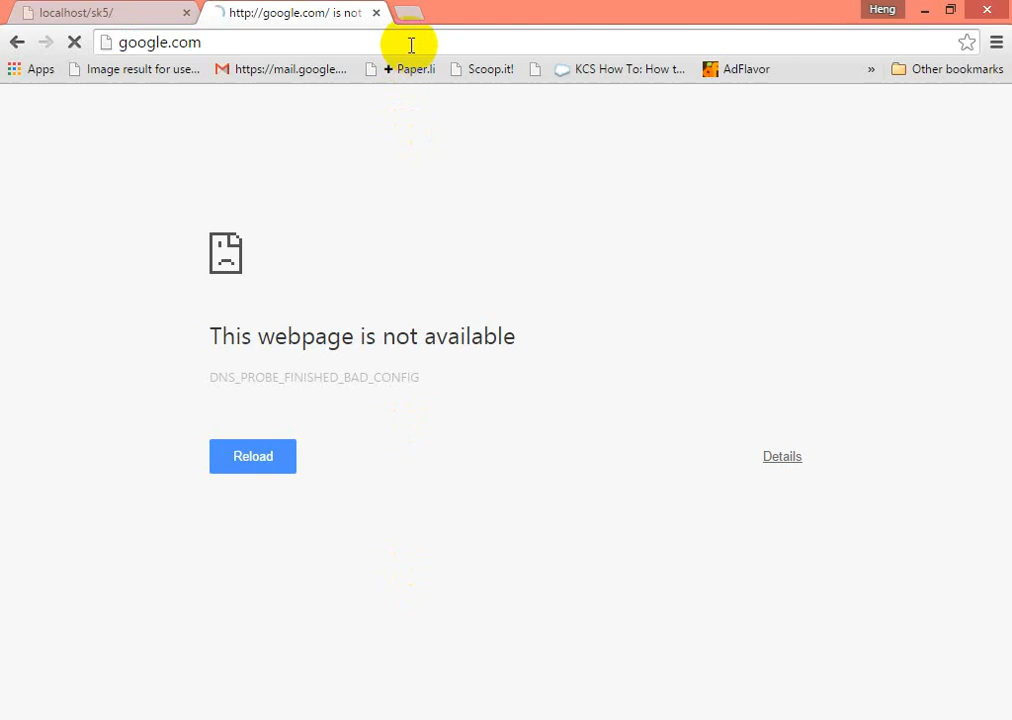 localhost/sk5/
http://google.com/ is not
Heng
google.com
Apps
Image result for use...
https://mail.google....
Paper.li
Scoop.it!
KCS How To: How t...
AdFlavor
»
Other bookmarks
This webpage is not available
DNS_PROBE_FINISHED_BAD_CONFIG
Reload
Details